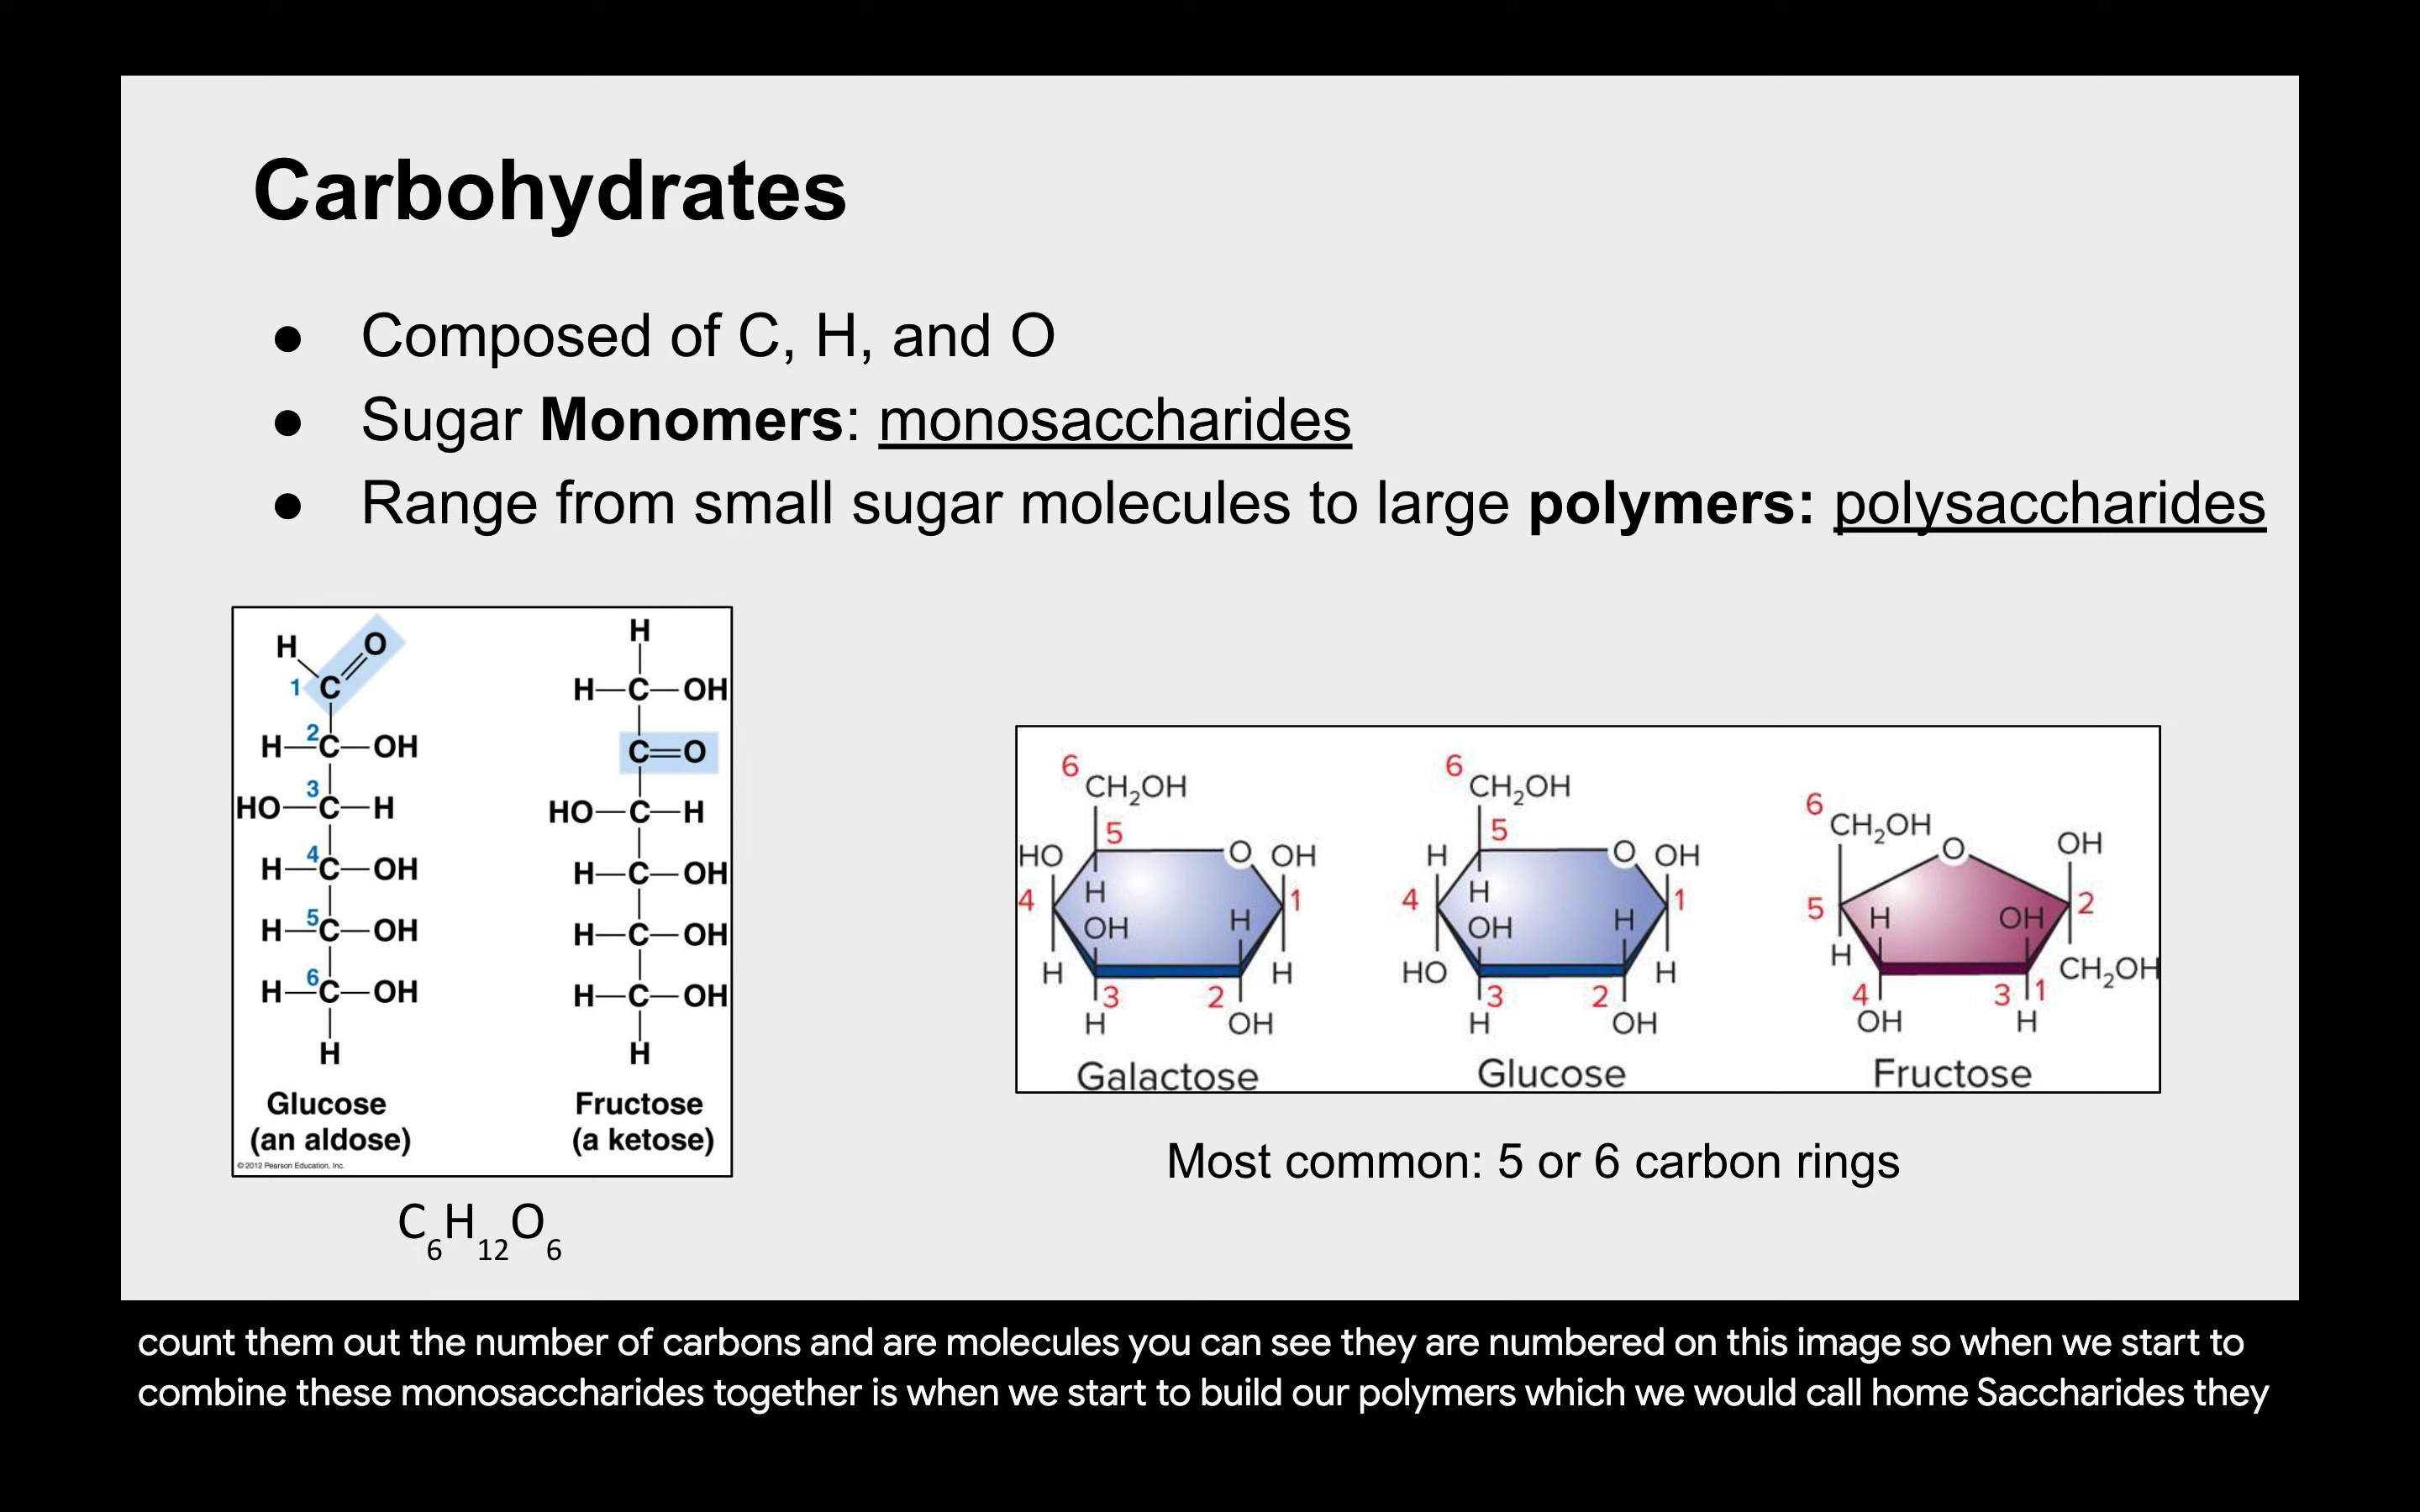 Carbohydrates
● Composed of C, H, and O
● Sugar Monomers: monosaccharides
● Range from small sugar molecules to large polymers: polysaccharides
H O
1 C
H—2C—OH
HO—3C—H
H—4C—OH
H—5C—OH
H—6C—OH
H
Glucose
(an aldose)
© 2012 Pearson Education, Inc.
H
H—C—OH
C=O
HO—C—H
H—C—OH
H—C—OH
H—C—OH
H
Fructose
(a ketose)
C6H12O6
6
CH2OH
5
HO O OH
4 H 1
OH H
H H
3 2
H OH
Galactose
6
CH2OH
5
H O OH
4 H 1
OH H
HO H
3 2
H OH
Glucose
6
CH2OH O OH
5 H OH 2
H CH2OH
4 3 1
OH H
Fructose
Most common: 5 or 6 carbon rings
count them out the number of carbons and are molecules you can see they are numbered on this image so when we start to
combine these monosaccharides together is when we start to build our polymers which we would call home Saccharides they